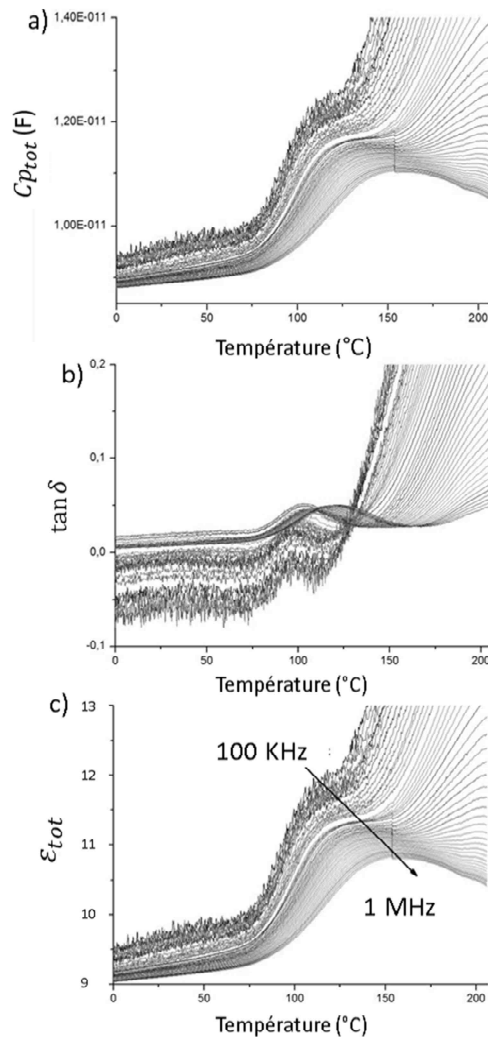 a)
Cp_tot (F)
1,40E-011
1,20E-011
1,00E-011
0 50 100 150 200
Température (°C)
b)
tan δ
0,2
0,1
0,0
-0,1
0 50 100 150 200
Température (°C)
c)
ε_tot
13
12
11
10
9
100 KHz
1 MHz
0 50 100 150 200
Température (°C)